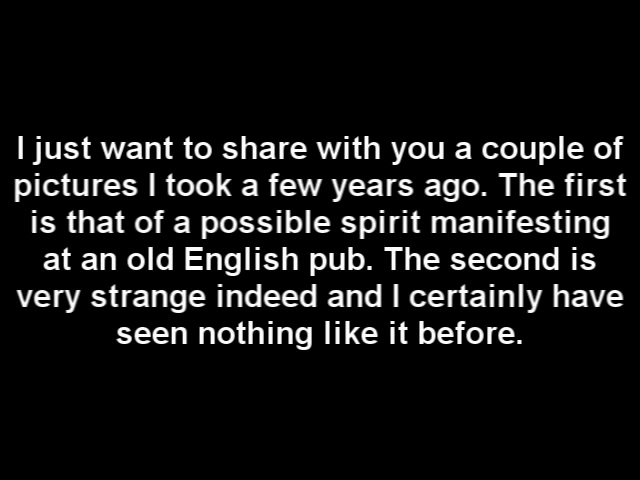 I just want to share with you a couple of
pictures I took a few years ago. The first
is that of a possible spirit manifesting
at an old English pub. The second is
very strange indeed and I certainly have
seen nothing like it before.